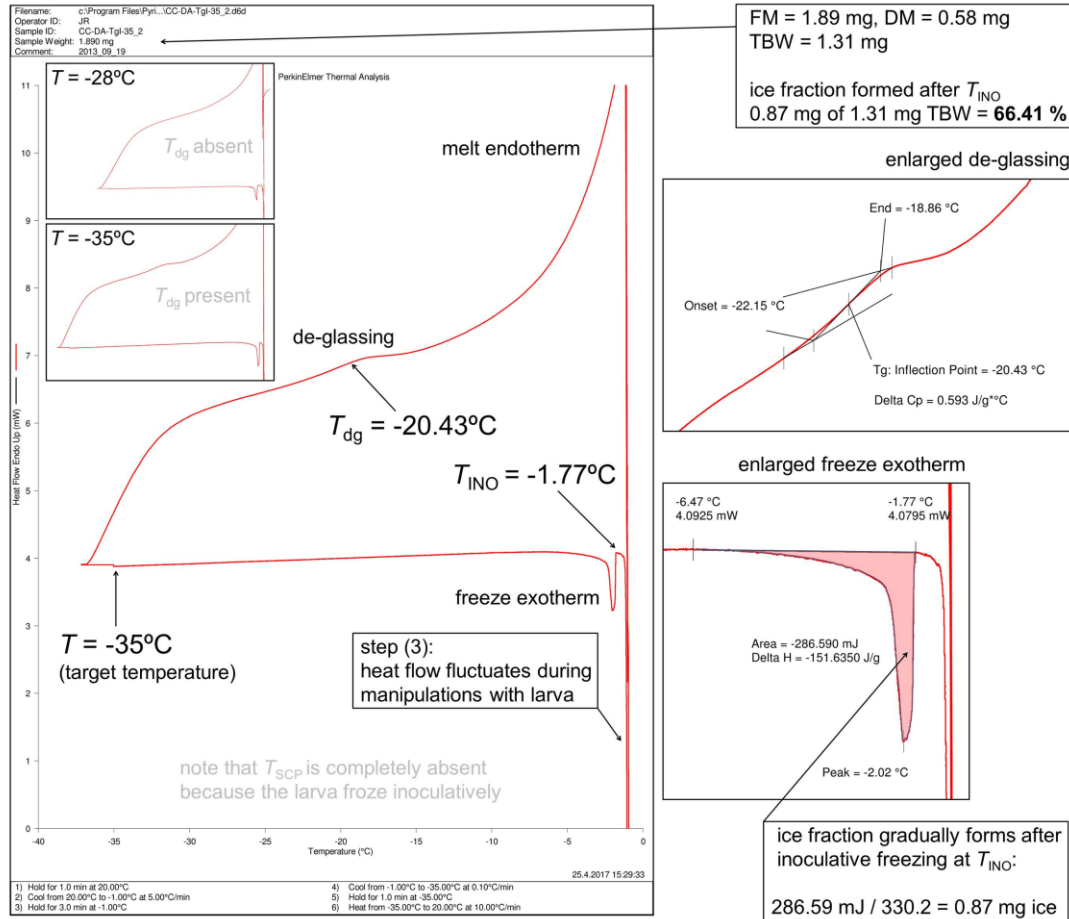 Filename: c:\Program Files\Pyri...\CC-DA-TgI-35_2.d6d
Operator ID: JR
Sample ID: CC-DA-TgI-35_2
Sample Weight: 1.890 mg
Comment: 2013_09_19
FM = 1.89 mg, DM = 0.58 mg
TBW = 1.31 mg
ice fraction formed after T_INO
0.87 mg of 1.31 mg TBW = 66.41 %
PerkinElmer Thermal Analysis
T = -28ºC
T_dg absent
T = -35ºC
T_dg present
melt endotherm
de-glassing
T_dg = -20.43ºC
T_INO = -1.77ºC
freeze exotherm
T = -35ºC
(target temperature)
step (3):
heat flow fluctuates during
manipulations with larva
note that T_SCP is completely absent
because the larva froze inoculatively
Heat Flow Endo Up (mW)
11
10
9
8
7
6
5
4
3
2
1
0
-40 -35 -30 -25 -20 -15 -10 -5 0
Temperature (°C)
25.4.2017 15:29:33
1) Hold for 1.0 min at 20.00°C
2) Cool from 20.00°C to -1.00°C at 5.00°C/min
3) Hold for 3.0 min at -1.00°C
4) Cool from -1.00°C to -35.00°C at 0.10°C/min
5) Hold for 1.0 min at -35.00°C
6) Heat from -35.00°C to 20.00°C at 10.00°C/min
enlarged de-glassing
End = -18.86 °C
Onset = -22.15 °C
Tg: Inflection Point = -20.43 °C
Delta Cp = 0.593 J/g*°C
enlarged freeze exotherm
-6.47 °C
4.0925 mW
-1.77 °C
4.0795 mW
Area = -286.590 mJ
Delta H = -151.6350 J/g
Peak = -2.02 °C
ice fraction gradually forms after
inoculative freezing at T_INO:
286.59 mJ / 330.2 = 0.87 mg ice